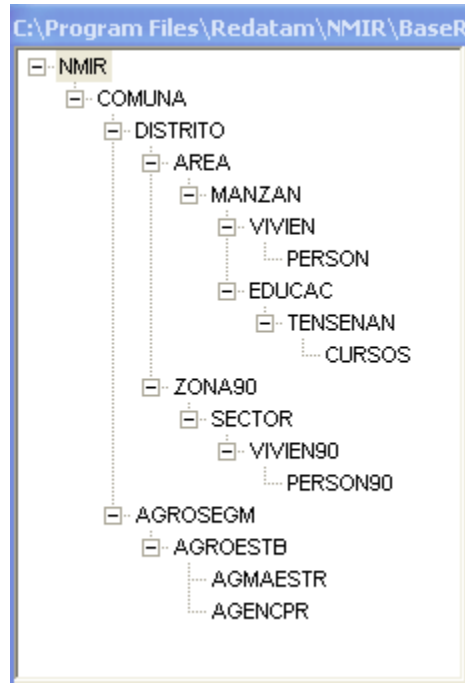 C:\Program Files\Redatam\NMIR\BaseR
NMIR
COMUNA
DISTRITO
AREA
MANZAN
VIVIEN
PERSON
EDUCAC
TENSENAN
CURSOS
ZONA90
SECTOR
VIVIEN90
PERSON90
AGROSEGM
AGROESTB
AGMAESTR
AGENCPR